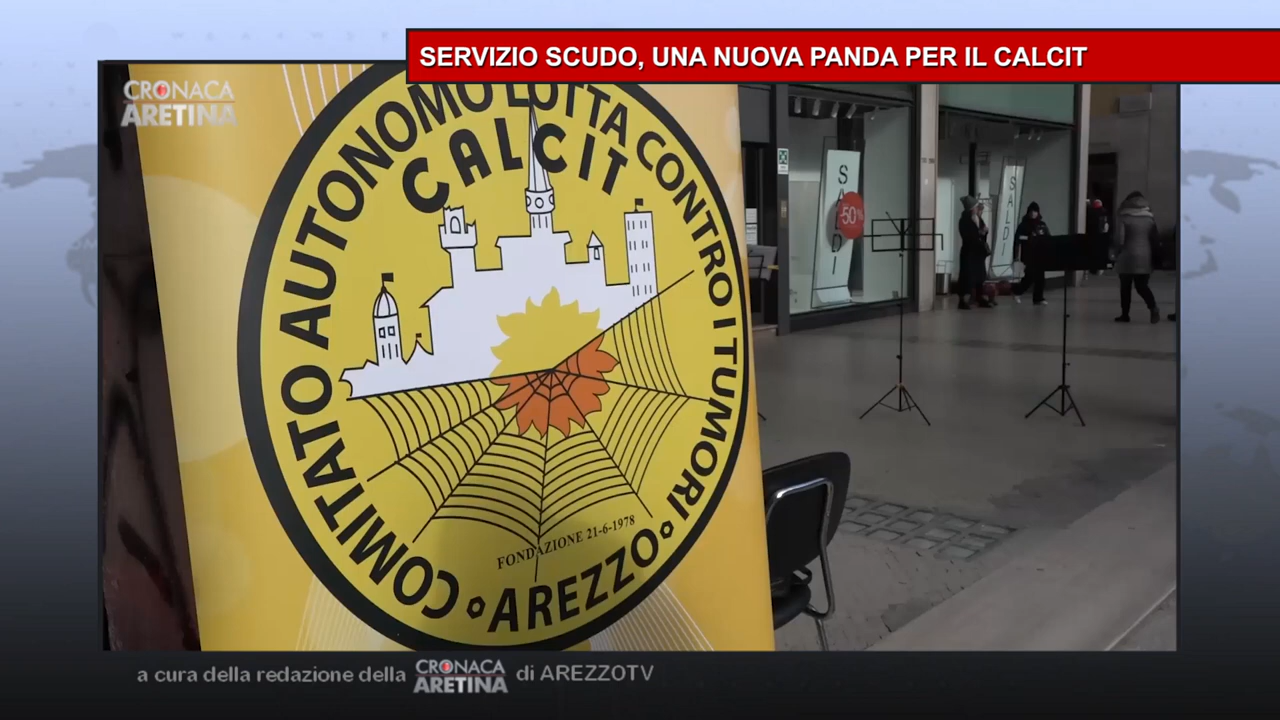 SERVIZIO SCUDO, UNA NUOVA PANDA PER IL CALCIT
CRONACA
ARETINA
COMITATO AUTONOMO LOTTA CONTRO I TUMORI
CALCIT
FONDAZIONE 21-6-1978
AREZZO
SALDI
-50%
SALDI
a cura della redazione della CRONACA ARETINA di AREZZOTV